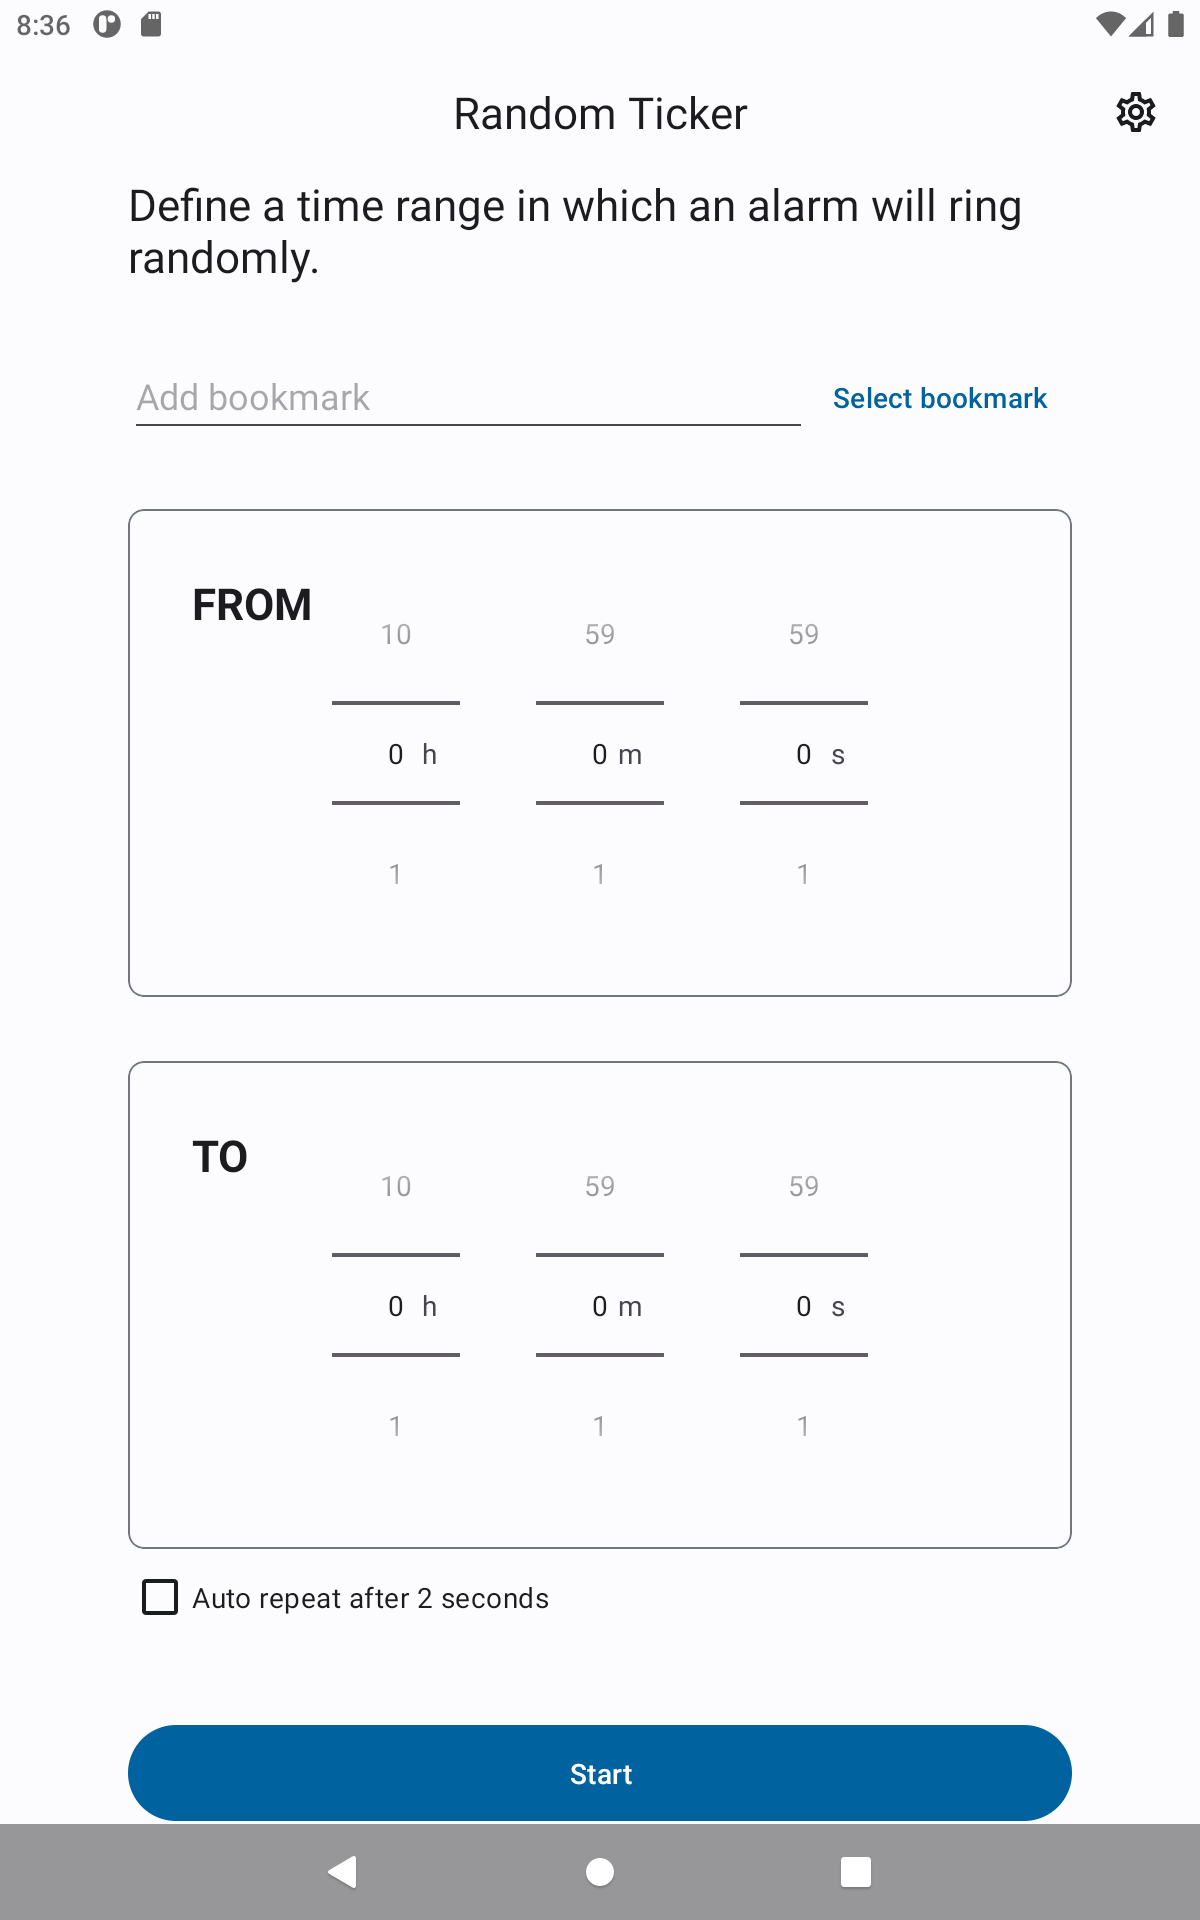 8:36
Random Ticker
Define a time range in which an alarm will ring
randomly.
Add bookmark
Select bookmark
FROM
10 59 59
0 h 0 m 0 s
1 1 1
TO
10 59 59
0 h 0 m 0 s
1 1 1
Auto repeat after 2 seconds
Start